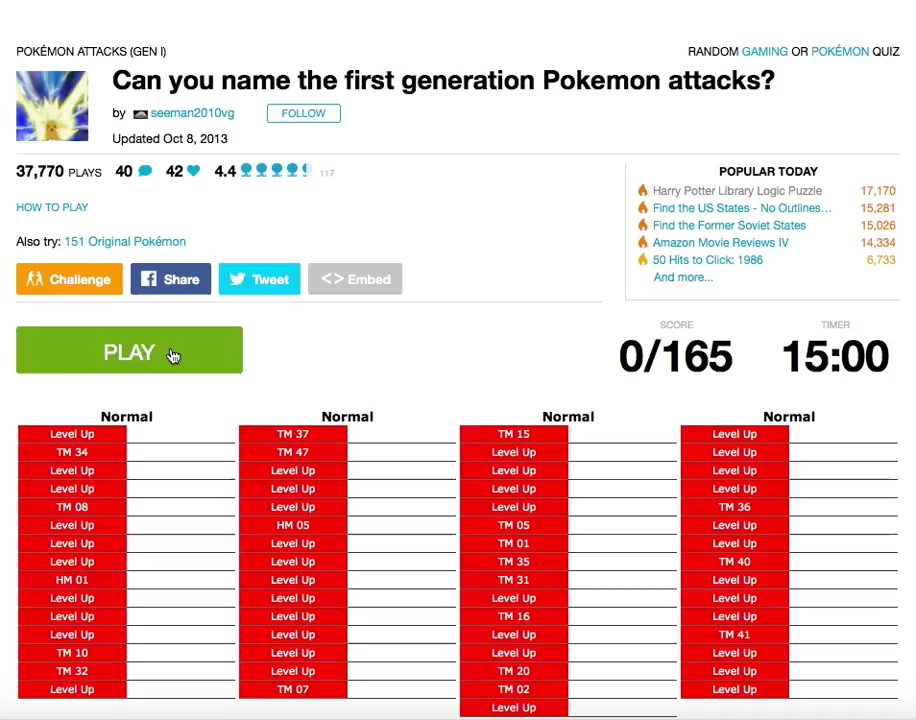 POKÉMON ATTACKS (GEN I)
RANDOM GAMING OR POKÉMON QUIZ
Can you name the first generation Pokemon attacks?
by seeman2010vg FOLLOW
Updated Oct 8, 2013
37,770 PLAYS 40 42 4.4 117
HOW TO PLAY
Also try: 151 Original Pokémon
Challenge Share Tweet <> Embed
POPULAR TODAY
Harry Potter Library Logic Puzzle 17,170
Find the US States - No Outlines... 15,281
Find the Former Soviet States 15,026
Amazon Movie Reviews IV 14,334
50 Hits to Click: 1986 6,733
And more...
PLAY
SCORE TIMER
0/165 15:00
Normal Normal Normal Normal
Level Up TM 37 TM 15 Level Up
TM 34 TM 47 Level Up Level Up
Level Up Level Up Level Up Level Up
Level Up Level Up Level Up Level Up
TM 08 Level Up Level Up TM 36
Level Up HM 05 TM 05 Level Up
Level Up Level Up TM 01 Level Up
Level Up Level Up TM 35 TM 40
HM 01 Level Up TM 31 Level Up
Level Up Level Up Level Up Level Up
Level Up Level Up TM 16 Level Up
Level Up Level Up Level Up TM 41
TM 10 Level Up Level Up Level Up
TM 32 Level Up TM 20 Level Up
Level Up TM 07 TM 02 Level Up
Level Up